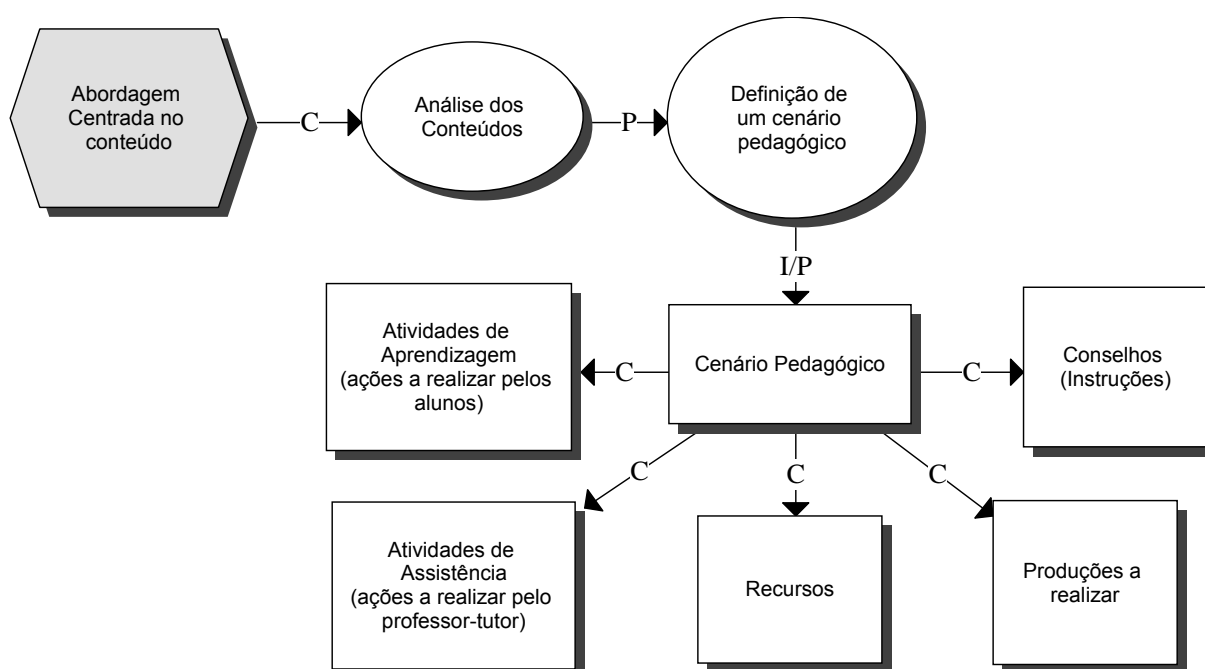 Abordagem
Centrada no
conteúdo
C
Análise dos
Conteúdos
P
Definição de
um cenário
pedagógico
I/P
Atividades de
Aprendizagem
(ações a realizar pelos
alunos)
C
Cenário Pedagógico
C
Conselhos
(Instruções)
C
C
C
Atividades de
Assistência
(ações a realizar pelo
professor-tutor)
Recursos
Produções a
realizar